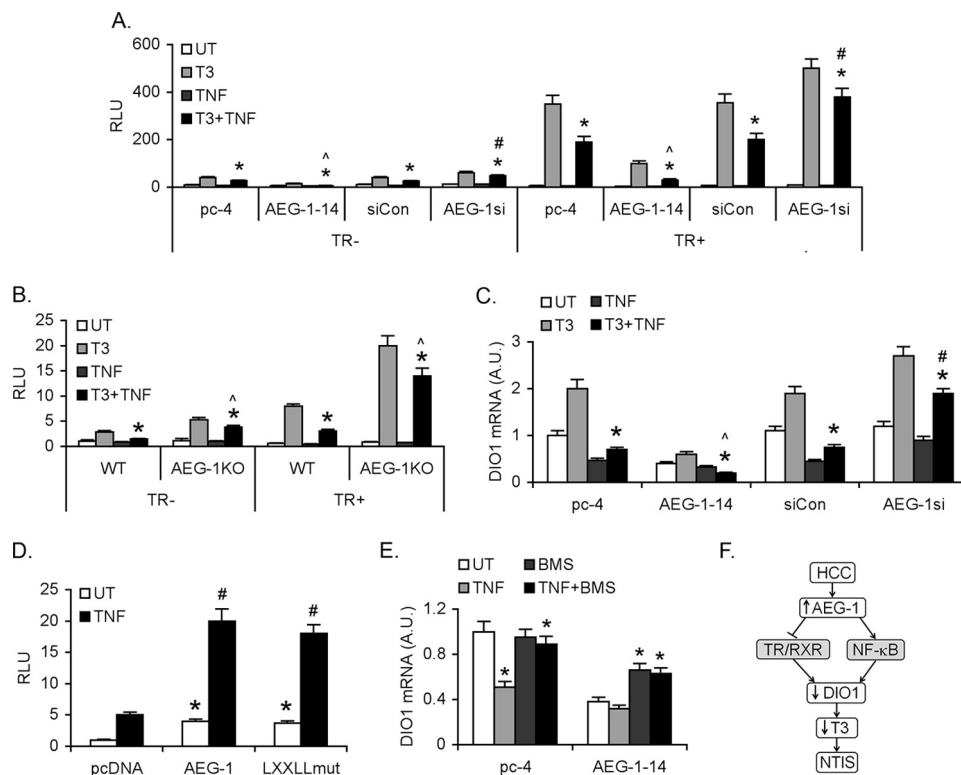 A.
RLU
600
400
200
0
UT
T3
TNF
T3+TNF
* ^ * * # * * ^ * * # *
pc-4 AEG-1-14 siCon AEG-1si pc-4 AEG-1-14 siCon AEG-1si
TR- TR+
B.
RLU
25
20
15
10
5
0
UT
T3
TNF
T3+TNF
* ^ * * ^ *
WT AEG-1KO WT AEG-1KO
TR- TR+
C.
UT TNF
T3 T3+TNF
DIO1 mRNA (A.U.)
3
2
1
0
* ^ * * # *
pc-4 AEG-1-14 siCon AEG-1si
D.
RLU
25
20
15
10
5
0
UT
TNF
* # * #
pcDNA AEG-1 LXXLLmut
E.
UT BMS
TNF TNF+BMS
DIO1 mRNA (A.U.)
1.2
0.8
0.4
0
* * * *
pc-4 AEG-1-14
F.
HCC
↑AEG-1
TR/RXR NF-κB
↓DIO1
↓T3
NTIS